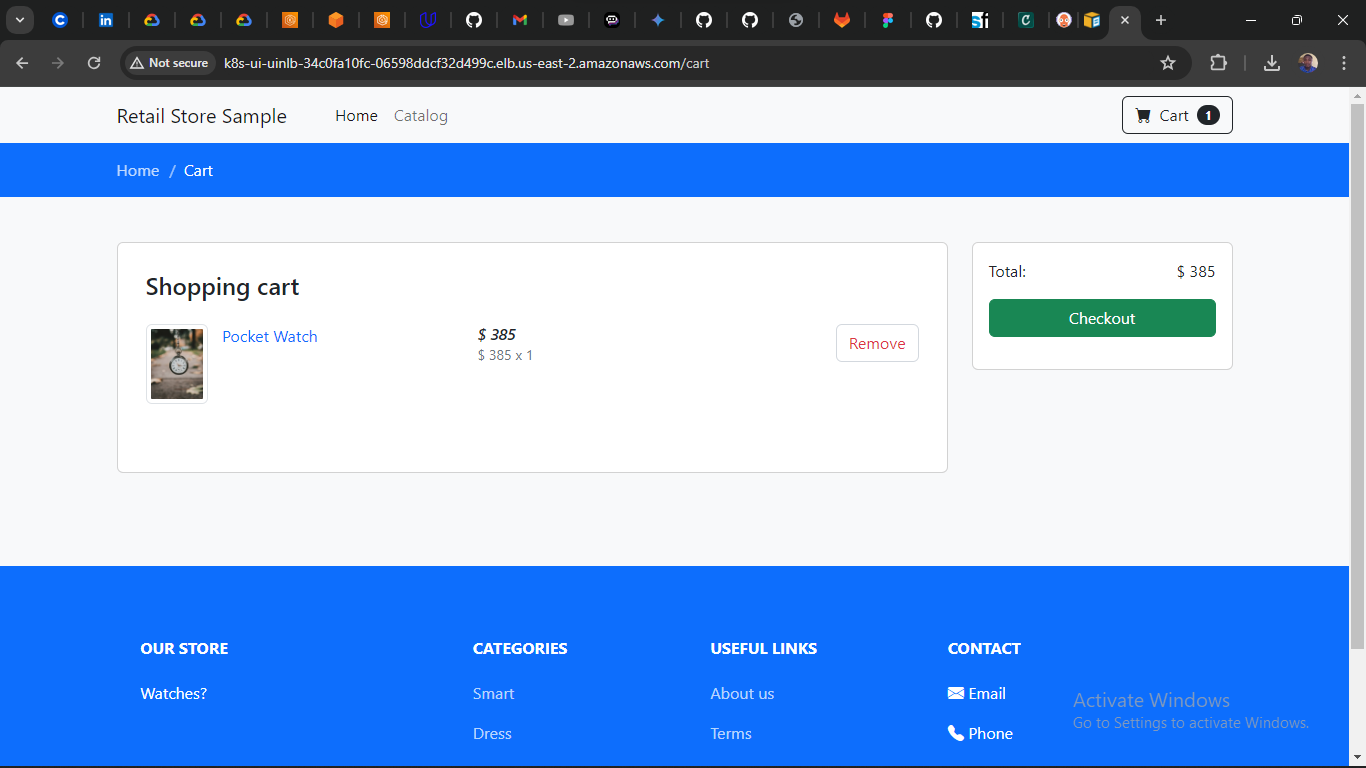 Not secure
k8s-ui-uinlb-34c0fa10fc-06598ddcf32d499c.elb.us-east-2.amazonaws.com/cart
Retail Store Sample
Home
Catalog
Cart 1
Home / Cart
Shopping cart
Pocket Watch
$ 385
$ 385 x 1
Remove
Total: $ 385
Checkout
OUR STORE
Watches?
CATEGORIES
Smart
Dress
USEFUL LINKS
About us
Terms
CONTACT
Email
Phone
Activate Windows
Go to Settings to activate Windows.